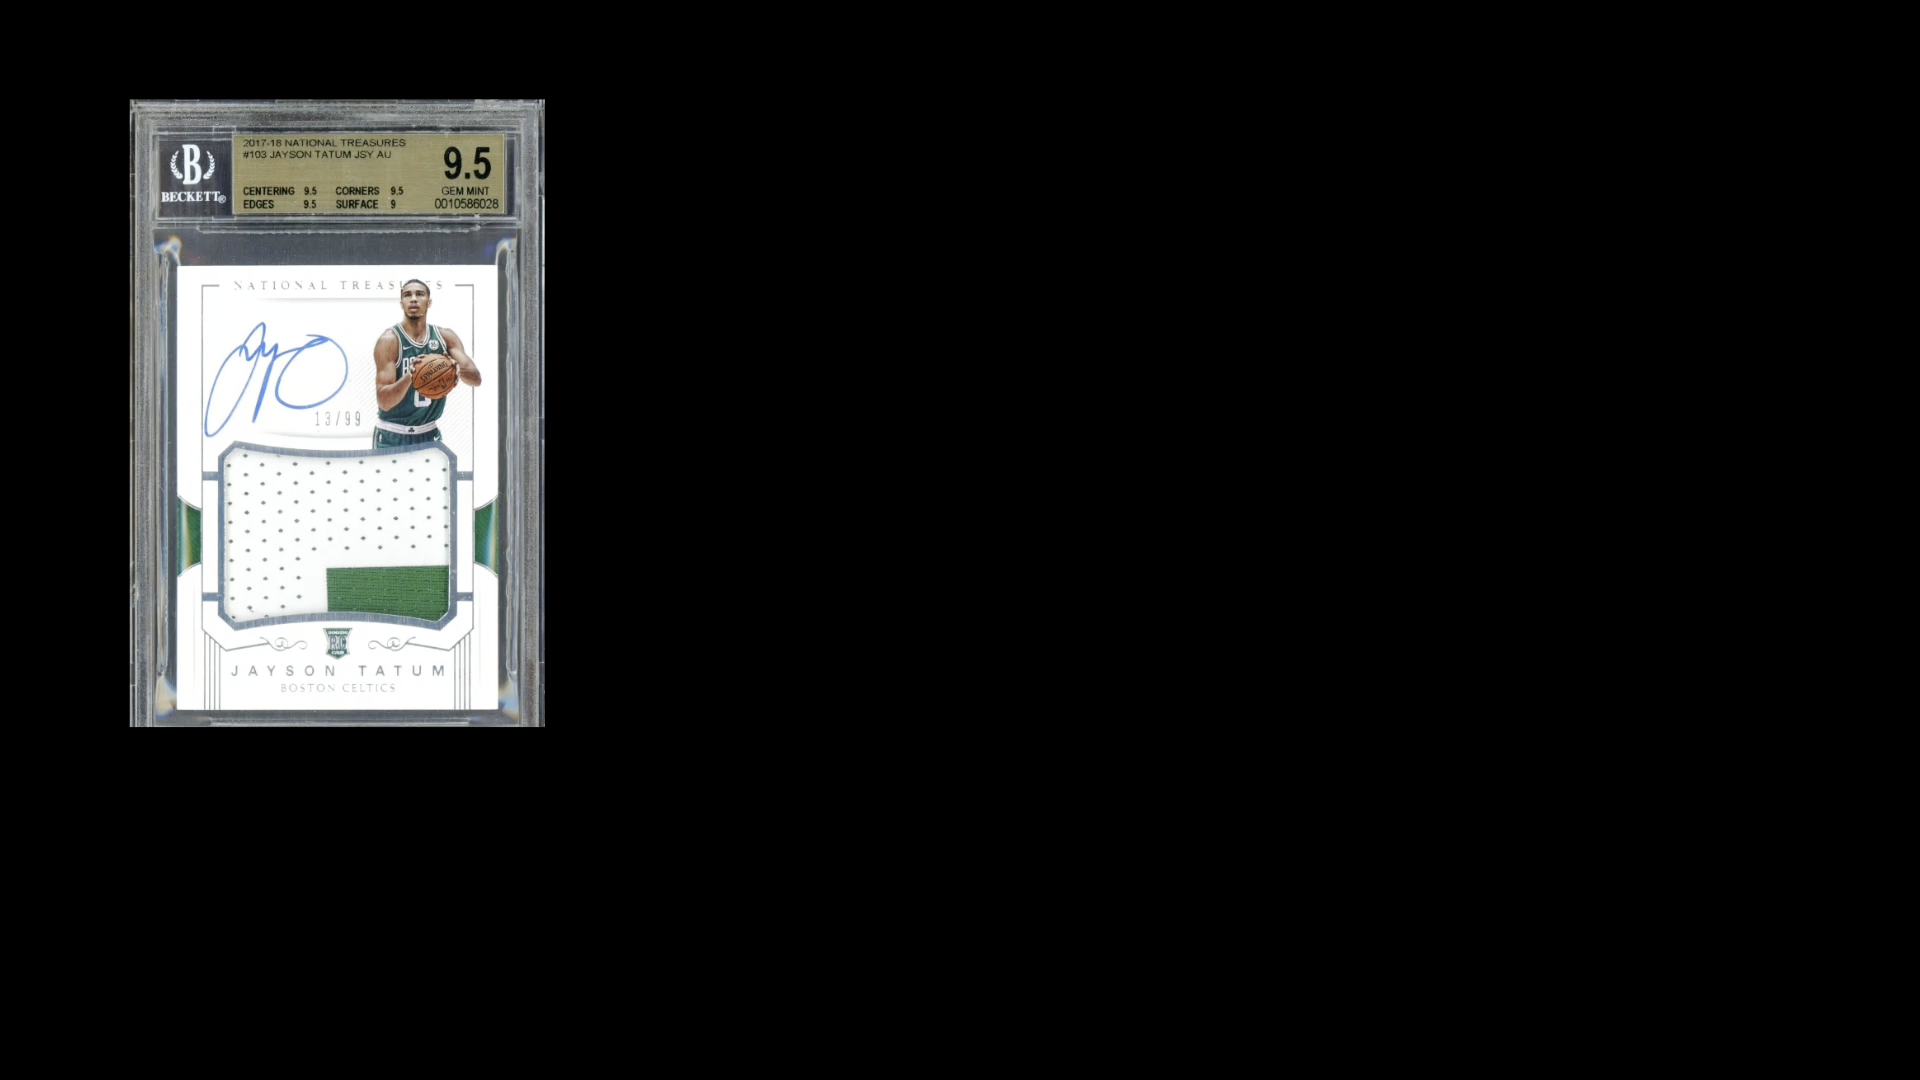 2017-18 NATIONAL TREASURES
#103 JAYSON TATUM JSY AU
9.5
CENTERING 9.5 CORNERS 9.5
GEM MINT
EDGES 9.5 SURFACE 9
0010586028
B
BECKETT®
NATIONAL TREASURES
13/99
RC
JAYSON TATUM
BOSTON CELTICS